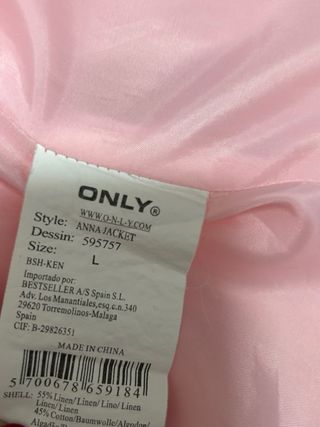 ONLY®
WWW.O-N-L-Y.COM
Style: ANNA JACKET
Dessin: 595757
Size: L
BSH-KEN
Importado por:
BESTSELLER A/S Spain S.L.
Adv. Los Manantiales,esq.c.n.340
29620 Torremolinos-Malaga
Spain
CIF: B-29826351
MADE IN CHINA
5 700678 659184
SHELL: 55% Linen/Linen/Lino/Linen
Linen/Linen
45% Cotton/Baumwolle/Algodon/